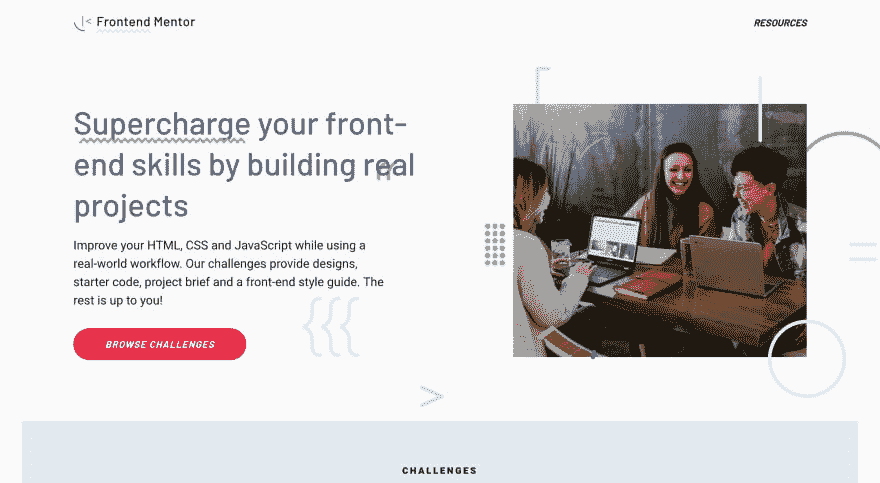 Frontend Mentor
RESOURCES
Supercharge your front-
end skills by building real
projects
Improve your HTML, CSS and JavaScript while using a
real-world workflow. Our challenges provide designs,
starter code, project brief and a front-end style guide. The
rest is up to you!
BROWSE CHALLENGES
CHALLENGES